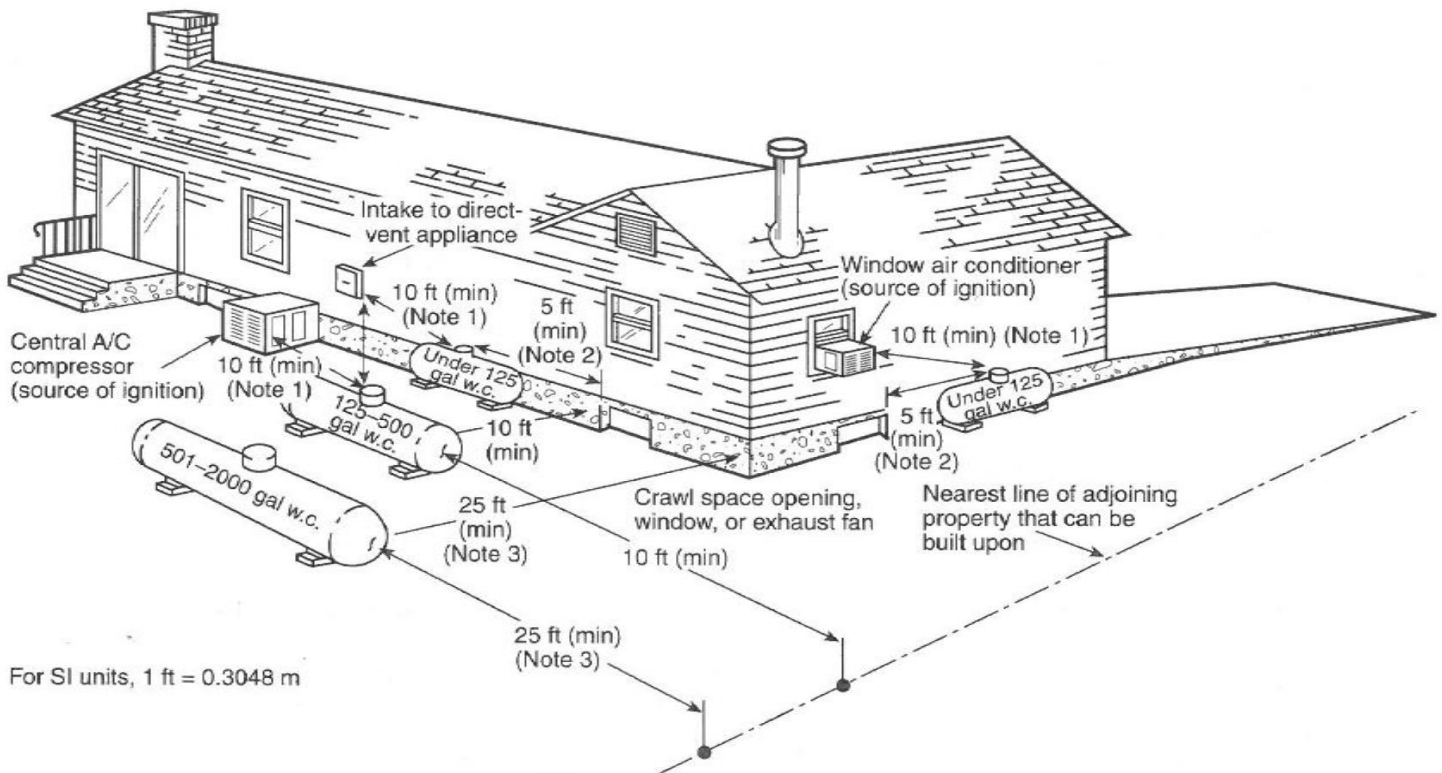 Intake to direct-
vent appliance
Window air conditioner
(source of ignition)
10 ft (min)
(Note 1)
5 ft
(min)
(Note 2)
10 ft (min) (Note 1)
Central A/C
compressor
(source of ignition)
10 ft (min)
(Note 1)
Under 125
gal w.c.
Under 125
gal w.c.
125–500
gal w.c.
10 ft
(min)
5 ft
(min)
(Note 2)
501–2000 gal w.c.
Crawl space opening,
window, or exhaust fan
Nearest line of adjoining
property that can be
built upon
25 ft
(min)
(Note 3)
10 ft (min)
25 ft (min)
(Note 3)
For SI units, 1 ft = 0.3048 m